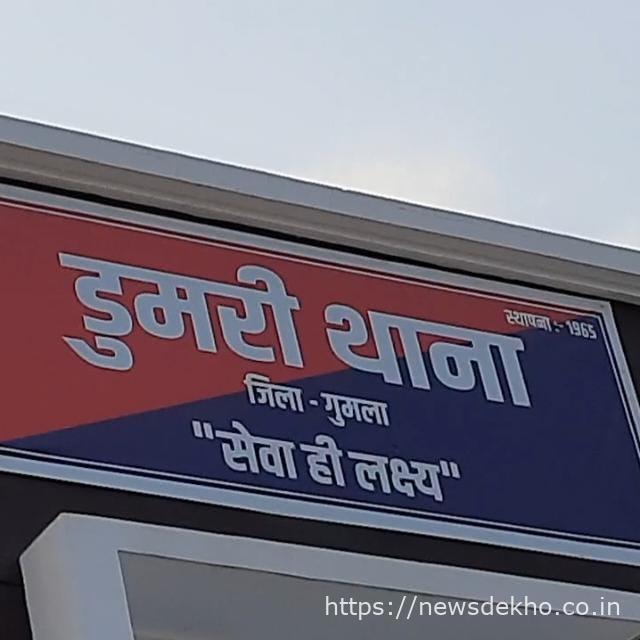 स्थापना :- 1965
डुमरी थाना
जिला - गुमला
"सेवा ही लक्ष्य"
https://newsdekho.co.in